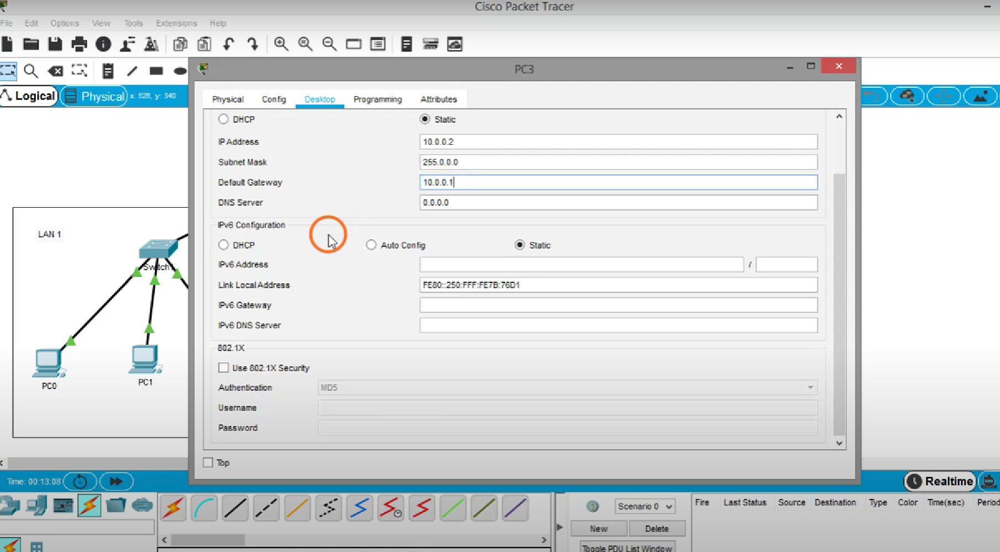 Cisco Packet Tracer
File Edit Options View Tools Extensions Help
PC3
Logical Physical x: 526, y: 340
Physical Config Desktop Programming Attributes
DHCP Static
IP Address 10.0.0.2
Subnet Mask 255.0.0.0
Default Gateway 10.0.0.1
DNS Server 0.0.0.0
IPv6 Configuration
DHCP Auto Config Static
IPv6 Address /
Link Local Address FE80::250:FFF:FE7B:76D1
IPv6 Gateway
IPv6 DNS Server
802.1X
Use 802.1X Security
Authentication MD5
Username
Password
Top
LAN 1
Switch
PC0
PC1
Time: 00:13:08 Realtime
Scenario 0
New Delete
Toggle PDU List Window
Fire Last Status Source Destination Type Color Time(sec) Period